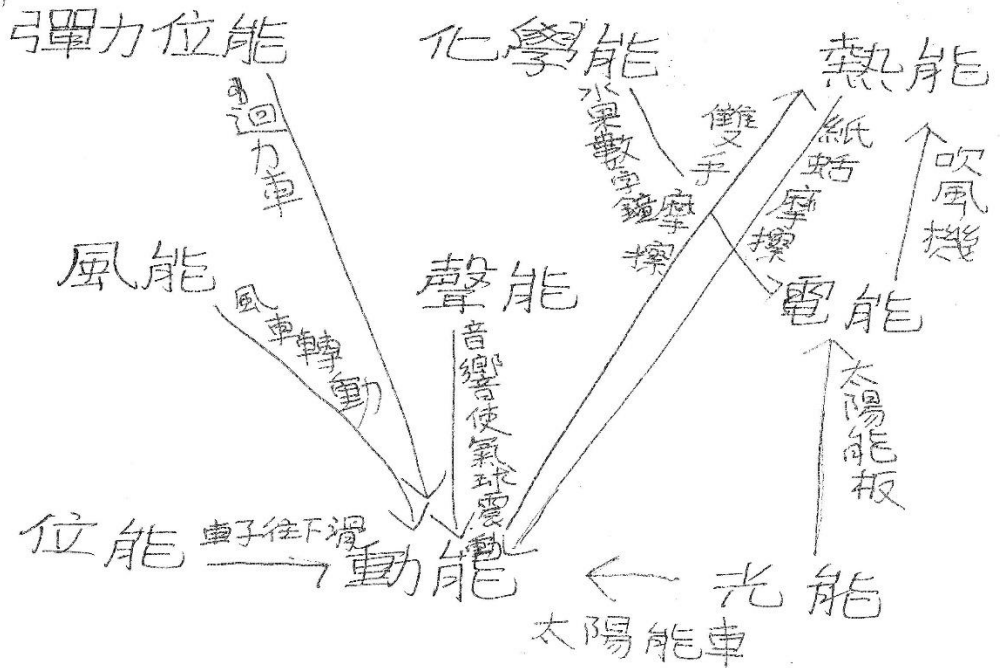 彈力位能
化學能
熱能
迴力車
水果數字鐘
雙手摩擦
紙蛇摩擦
吹風機
風能
風車轉動
聲能
音響使氣球震動
電能
太陽能板
位能
車子往下滑
動能
光能
太陽能車